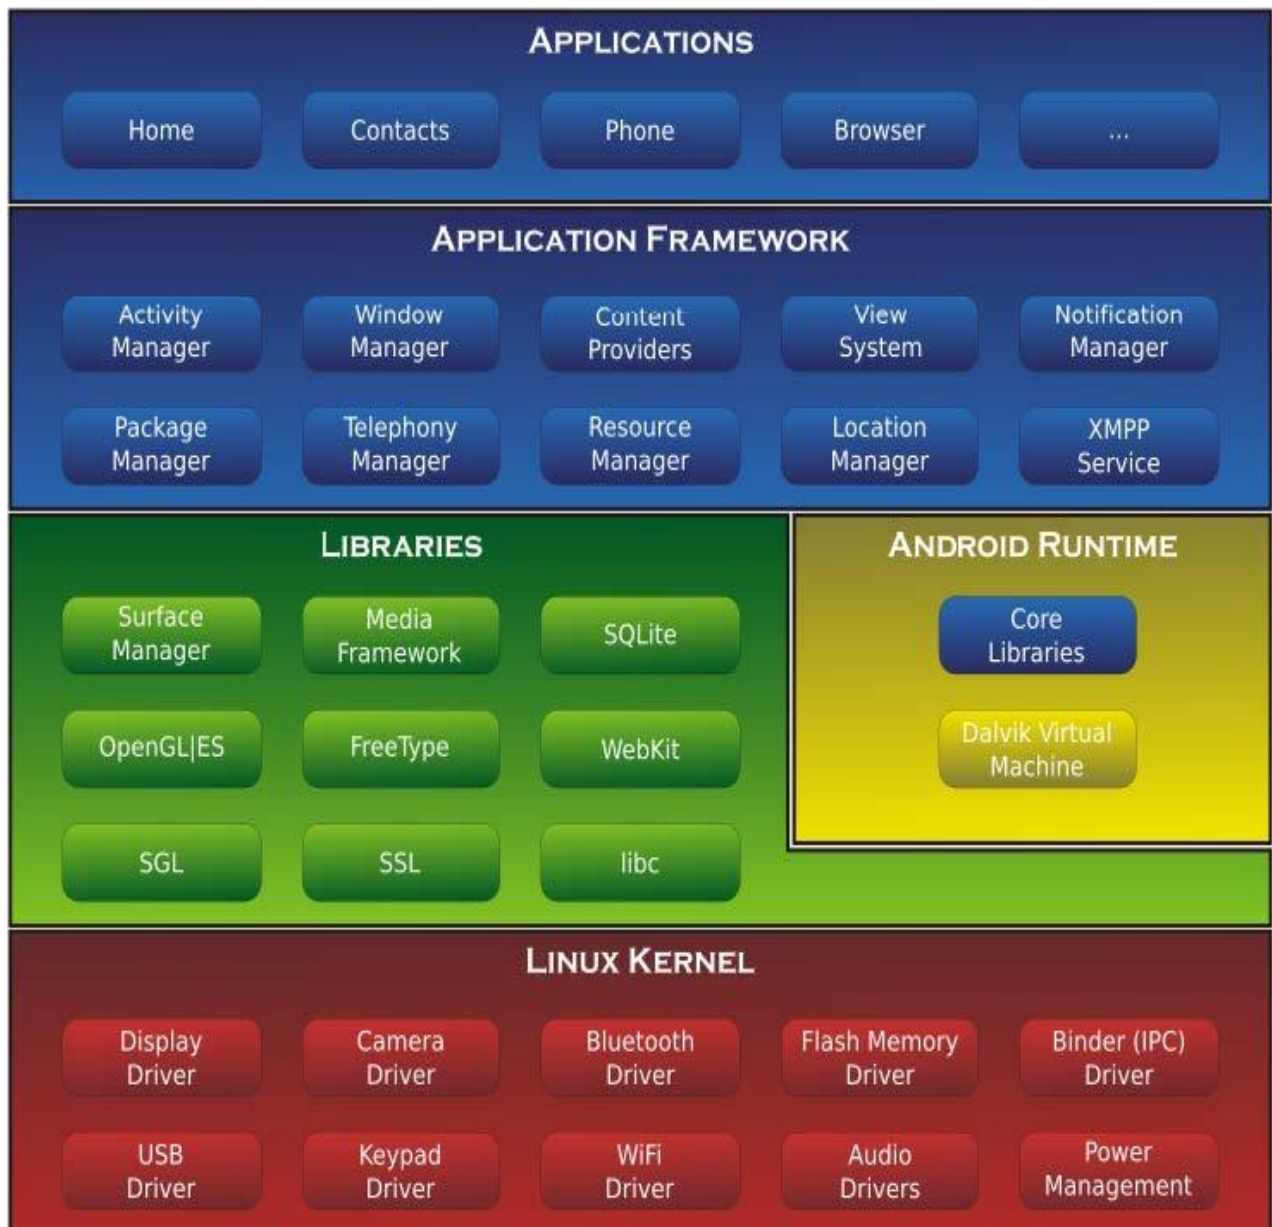 APPLICATIONS
Home
Contacts
Phone
Browser
...
APPLICATION FRAMEWORK
Activity
Manager
Window
Manager
Content
Providers
View
System
Notification
Manager
Package
Manager
Telephony
Manager
Resource
Manager
Location
Manager
XMPP
Service
LIBRARIES
Surface
Manager
Media
Framework
SQLite
OpenGL|ES
FreeType
WebKit
SGL
SSL
libc
ANDROID RUNTIME
Core
Libraries
Dalvik Virtual
Machine
LINUX KERNEL
Display
Driver
Camera
Driver
Bluetooth
Driver
Flash Memory
Driver
Binder (IPC)
Driver
USB
Driver
Keypad
Driver
WiFi
Driver
Audio
Drivers
Power
Management